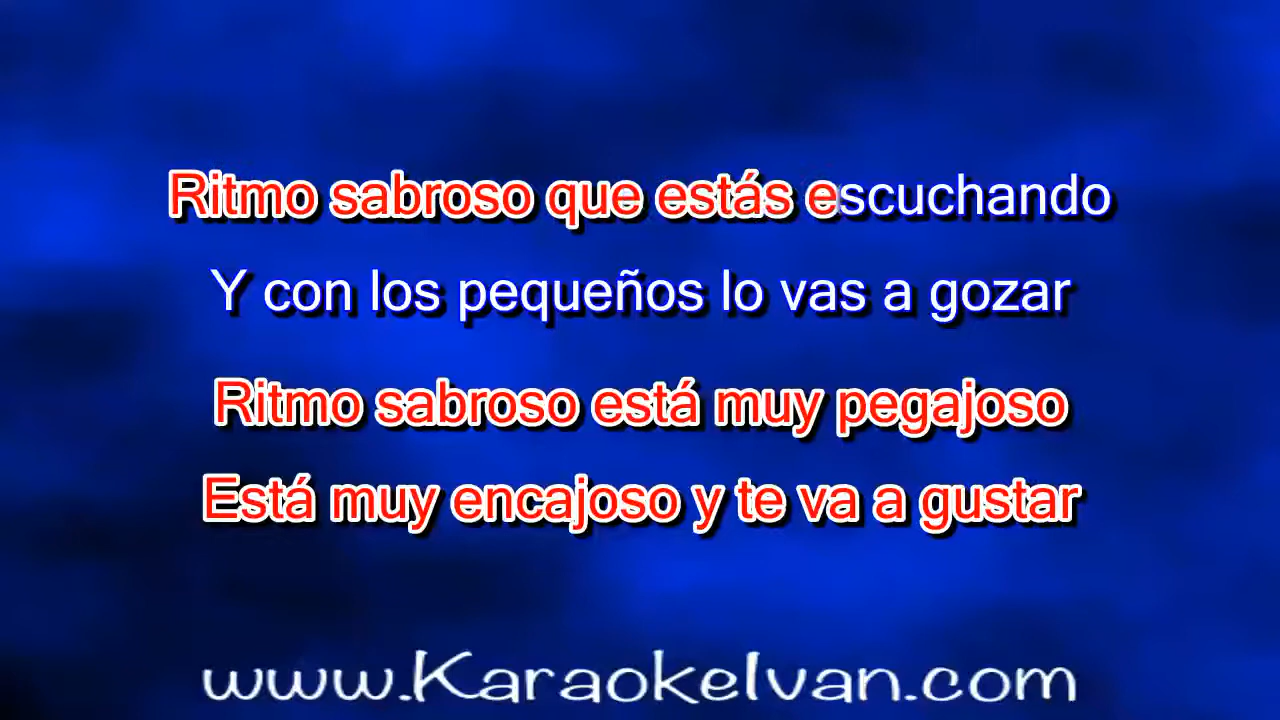 Ritmo sabroso que estás escuchando
Y con los pequeños lo vas a gozar
Ritmo sabroso está muy pegajoso
Está muy encajoso y te va a gustar
www.KaraokeIvan.com